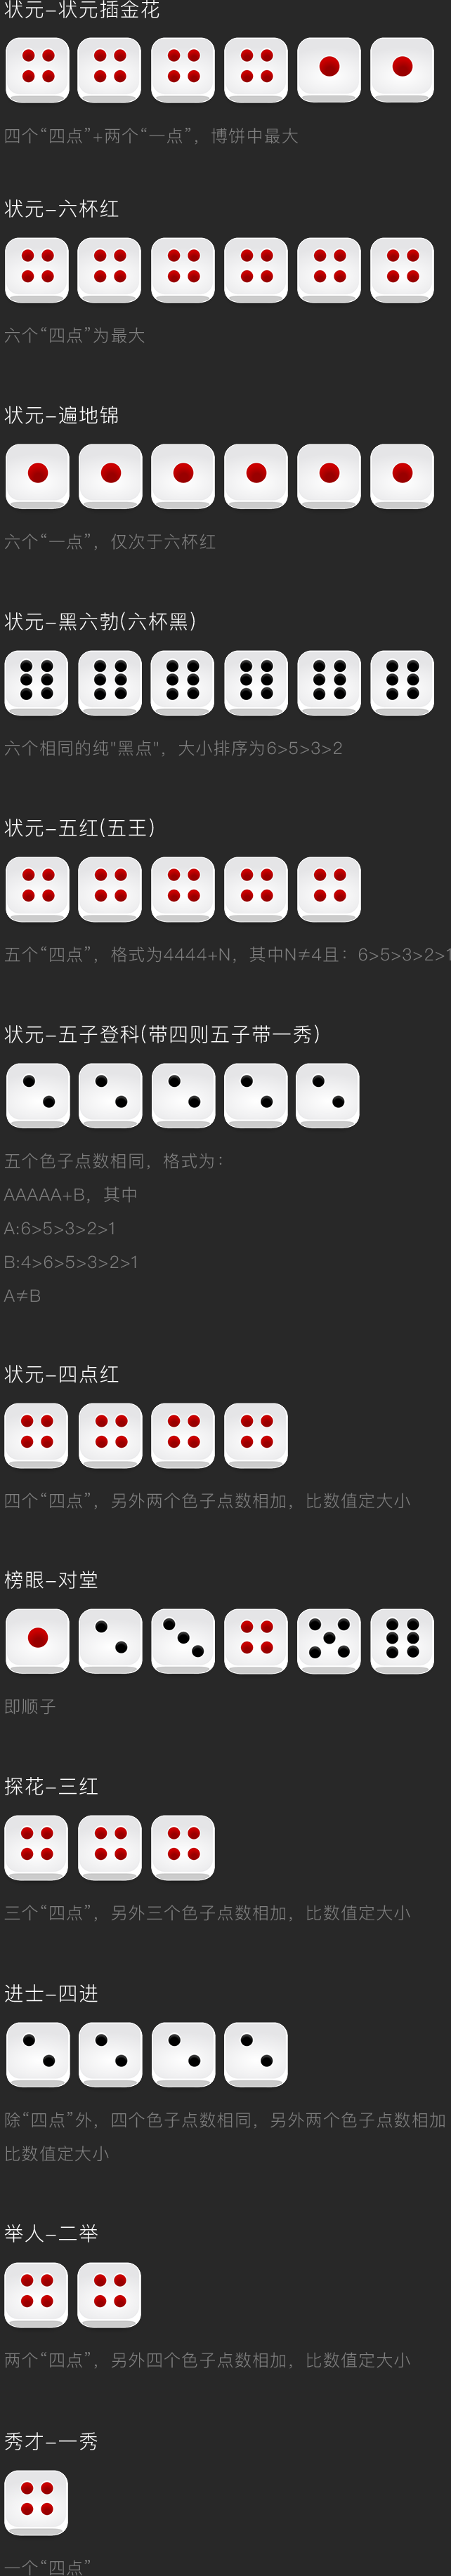 状元-状元插金花
四个“四点”+两个“一点”，博饼中最大
状元-六杯红
六个“四点”为最大
状元-遍地锦
六个“一点”，仅次于六杯红
状元-黑六勃(六杯黑)
六个相同的纯"黑点"，大小排序为6>5>3>2
状元-五红(五王)
五个“四点”，格式为4444+N，其中N≠4且：6>5>3>2>1
状元-五子登科(带四则五子带一秀)
五个色子点数相同，格式为：
AAAAA+B，其中
A:6>5>3>2>1
B:4>6>5>3>2>1
A≠B
状元-四点红
四个“四点”，另外两个色子点数相加，比数值定大小
榜眼-对堂
即顺子
探花-三红
三个“四点”，另外三个色子点数相加，比数值定大小
进士-四进
除“四点”外，四个色子点数相同，另外两个色子点数相加
比数值定大小
举人-二举
两个“四点”，另外四个色子点数相加，比数值定大小
秀才-一秀
一个“四点”